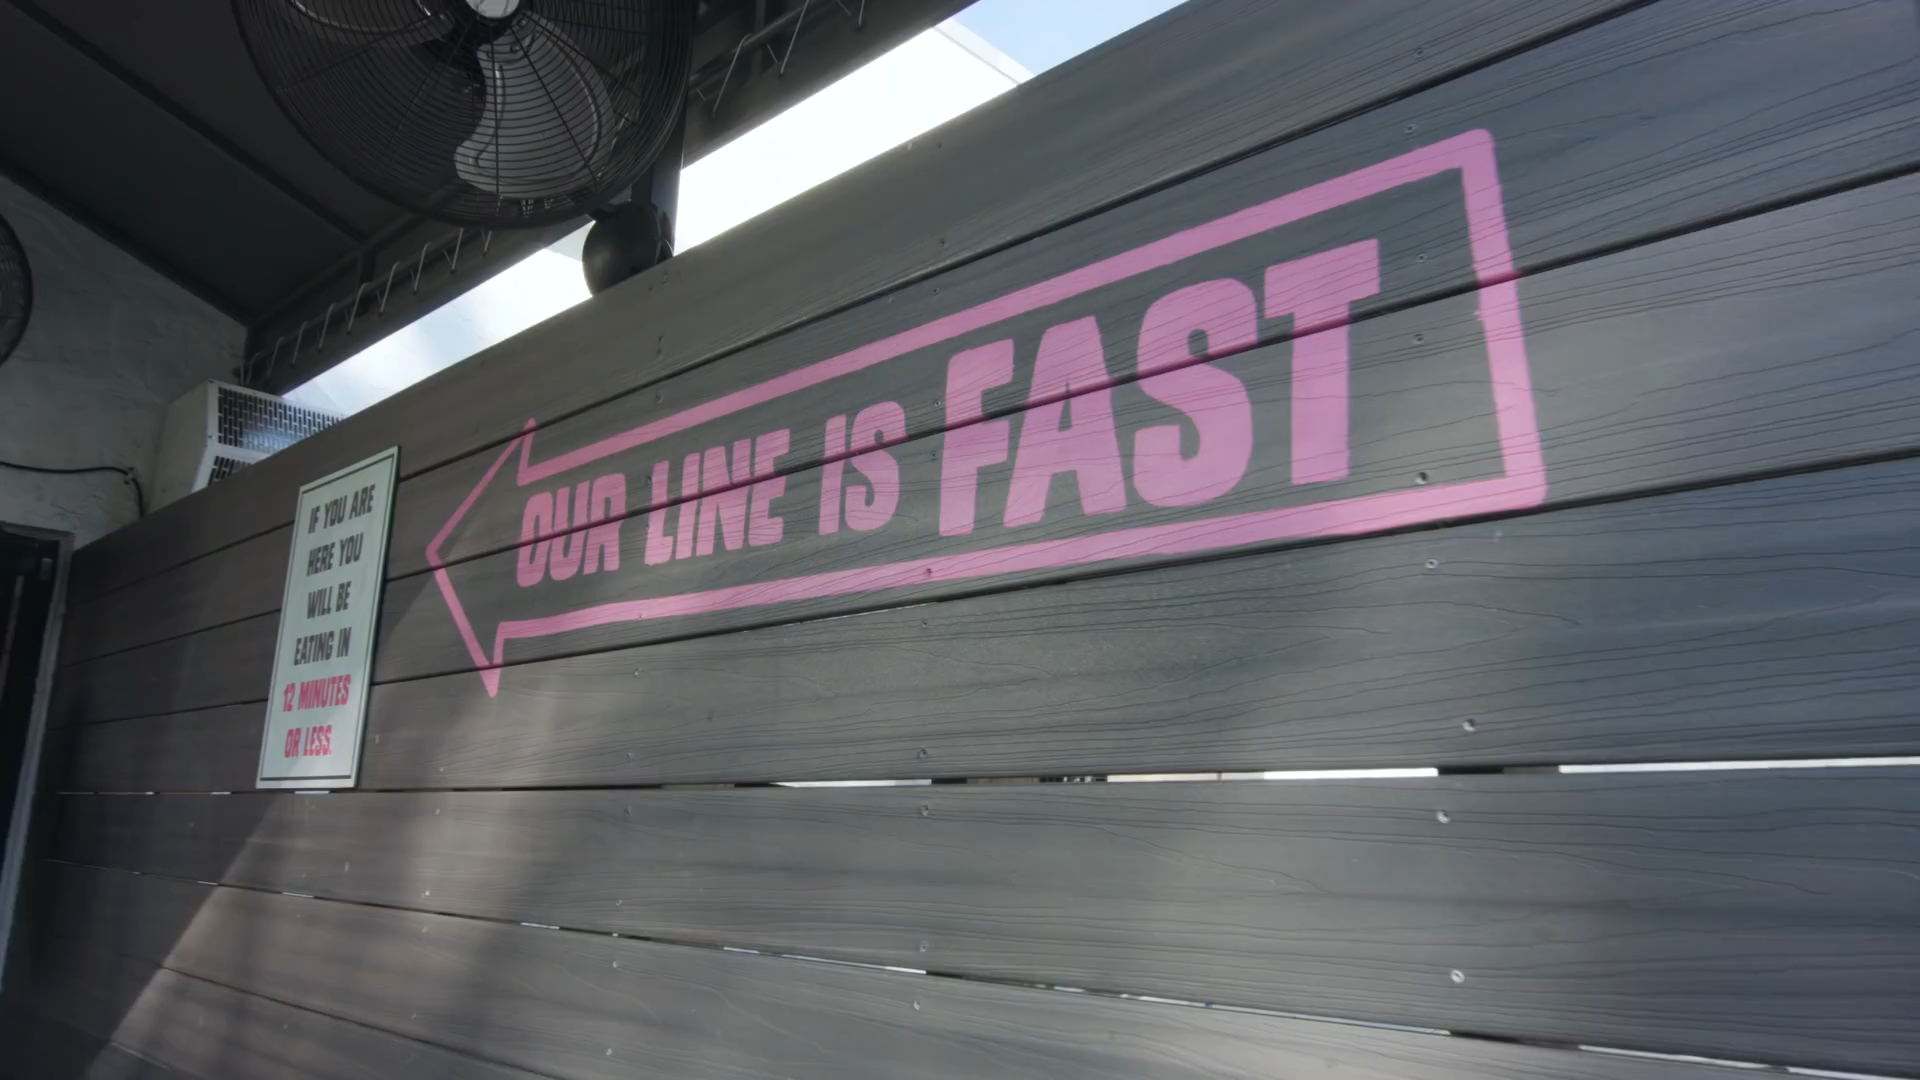 IF YOU ARE
HERE YOU
WILL BE
EATING IN
12 MINUTES
OR LESS.
OUR LINE IS FAST